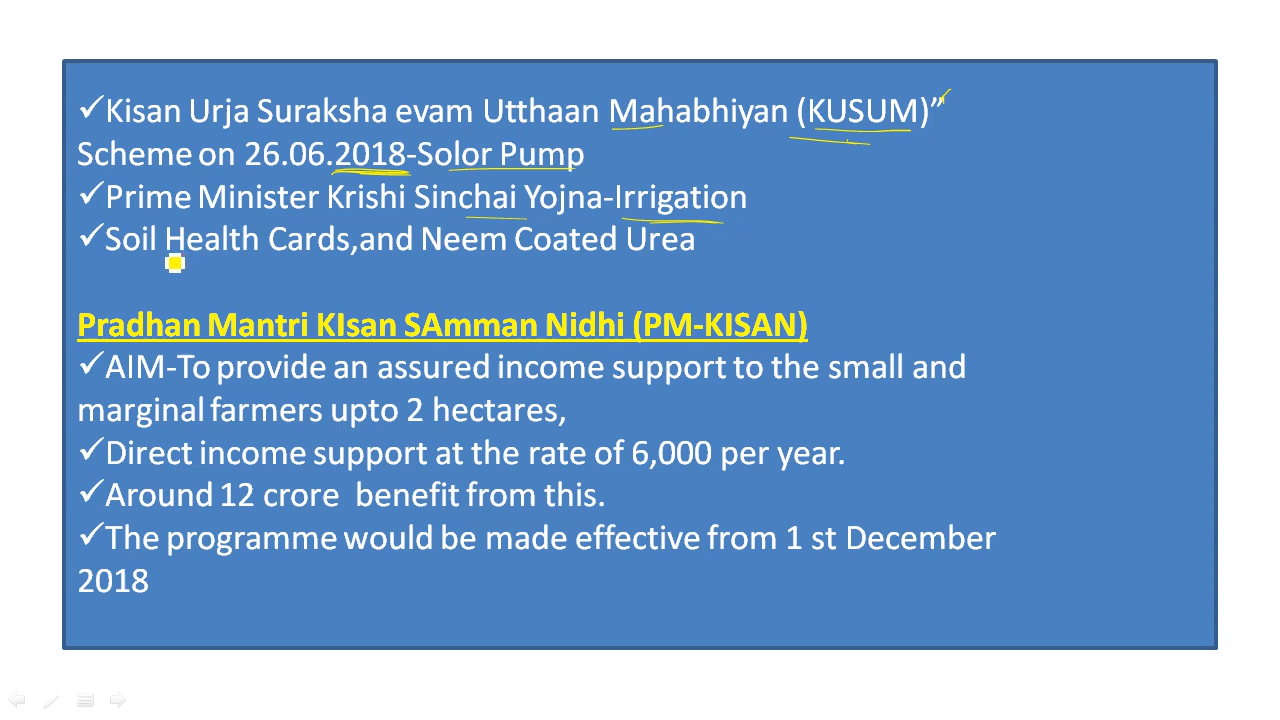 ✓Kisan Urja Suraksha evam Utthaan Mahabhiyan (KUSUM)”
Scheme on 26.06.2018-Solor Pump
✓Prime Minister Krishi Sinchai Yojna-Irrigation
✓Soil Health Cards,and Neem Coated Urea
Pradhan Mantri KIsan SAmman Nidhi (PM-KISAN)
✓AIM-To provide an assured income support to the small and
marginal farmers upto 2 hectares,
✓Direct income support at the rate of 6,000 per year.
✓Around 12 crore  benefit from this.
✓The programme would be made effective from 1 st December
2018